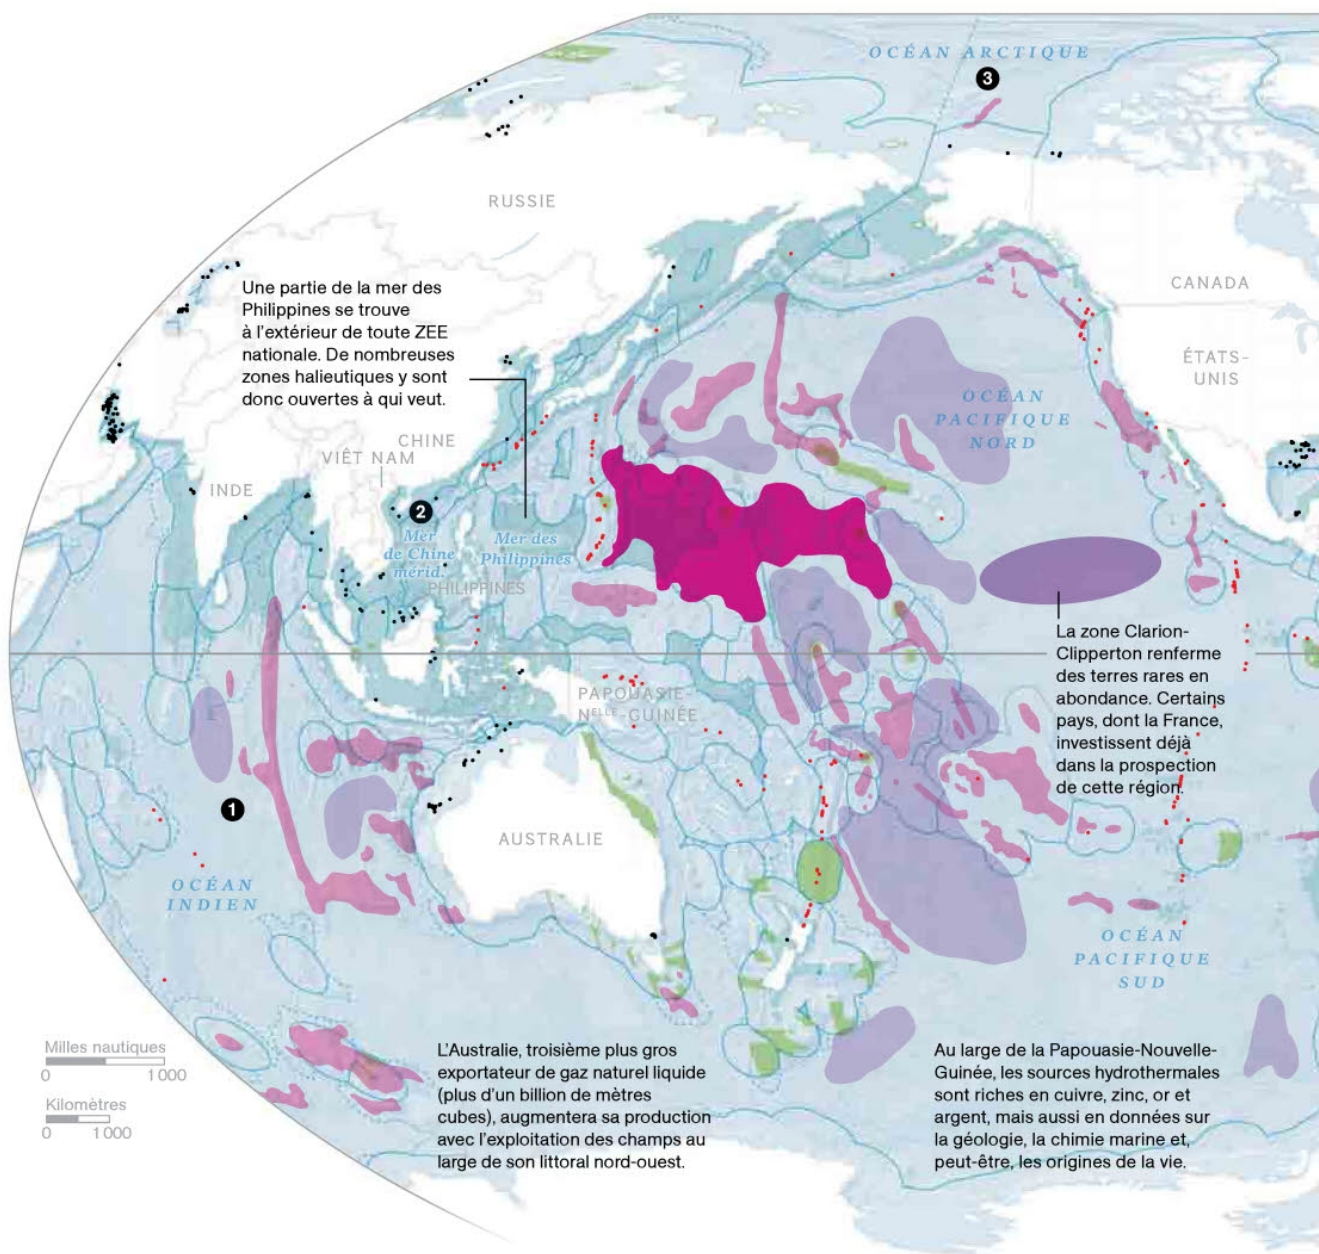 OCÉAN ARCTIQUE
3
RUSSIE
CANADA
Une partie de la mer des
Philippines se trouve
à l'extérieur de toute ZEE
nationale. De nombreuses
zones halieutiques y sont
donc ouvertes à qui veut.
ÉTATS-
UNIS
OCÉAN
PACIFIQUE
NORD
CHINE
VIÊT NAM
INDE
2
Mer
de Chine
mérid.
Mer des
Philippines
PHILIPPINES
La zone Clarion-
Clipperton renferme
des terres rares en
abondance. Certains
pays, dont la France,
investissent déjà
dans la prospection
de cette région.
PAPOUASIE-
NELLE-GUINÉE
1
AUSTRALIE
OCÉAN
INDIEN
OCÉAN
PACIFIQUE
SUD
Milles nautiques
0 1 000
Kilomètres
0 1 000
L'Australie, troisième plus gros
exportateur de gaz naturel liquide
(plus d'un billion de mètres
cubes), augmentera sa production
avec l'exploitation des champs au
large de son littoral nord-ouest.
Au large de la Papouasie-Nouvelle-
Guinée, les sources hydrothermales
sont riches en cuivre, zinc, or et
argent, mais aussi en données sur
la géologie, la chimie marine et,
peut-être, les origines de la vie.